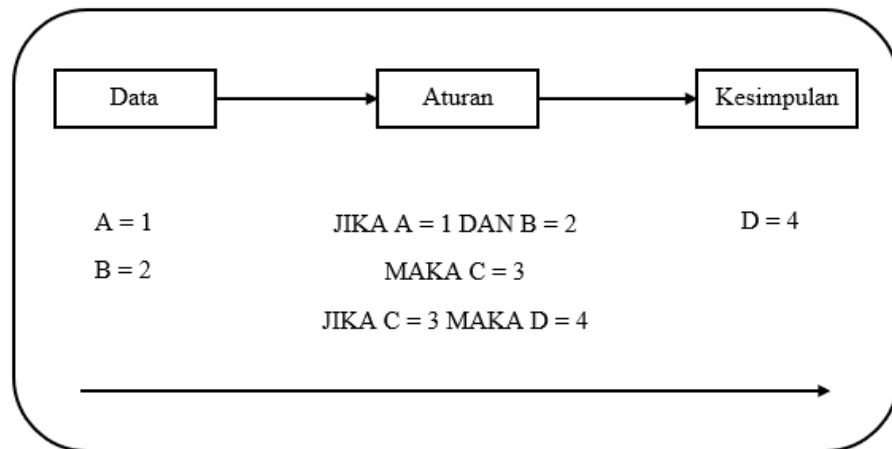 Data
Aturan
Kesimpulan
A = 1
B = 2
JIKA A = 1 DAN B = 2
MAKA C = 3
JIKA C = 3 MAKA D = 4
D = 4